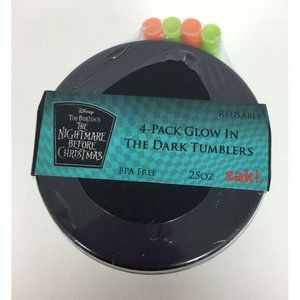 Disney
Tim Burton's
The
Nightmare
Before
Christmas
Reusable
4-Pack Glow In
The Dark Tumblers
BPA Free
25oz
zak!